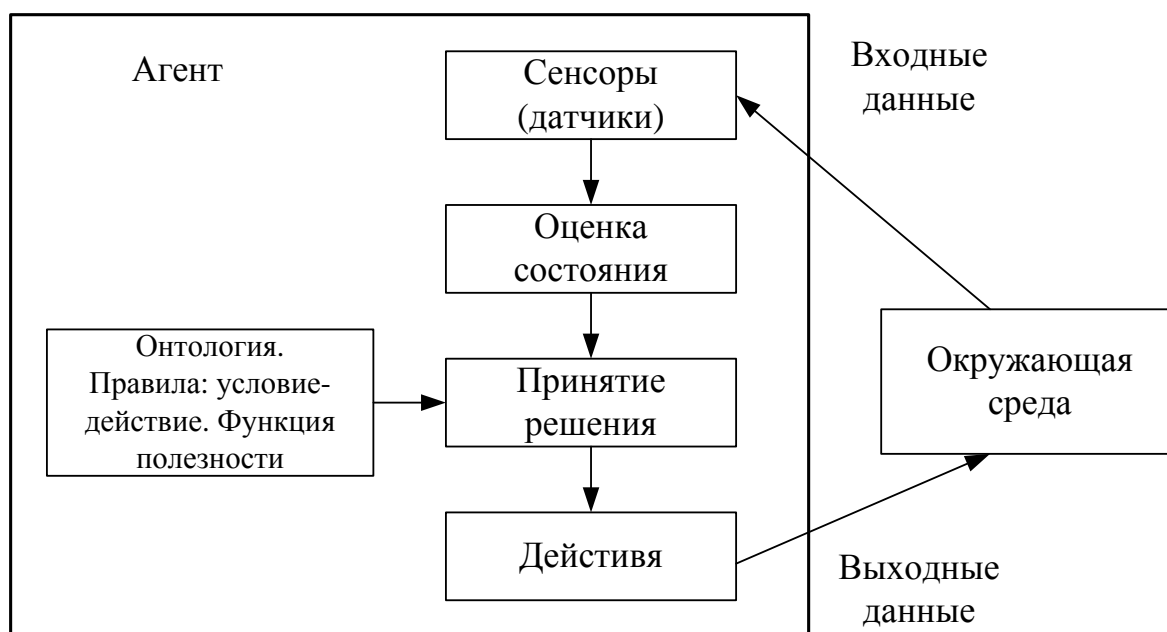 Агент
Сенсоры
(датчики)
Входные
данные
Оценка
состояния
Онтология.
Правила: условие-
действие. Функция
полезности
Принятие
решения
Окружающая
среда
Дейстивя
Выходные
данные